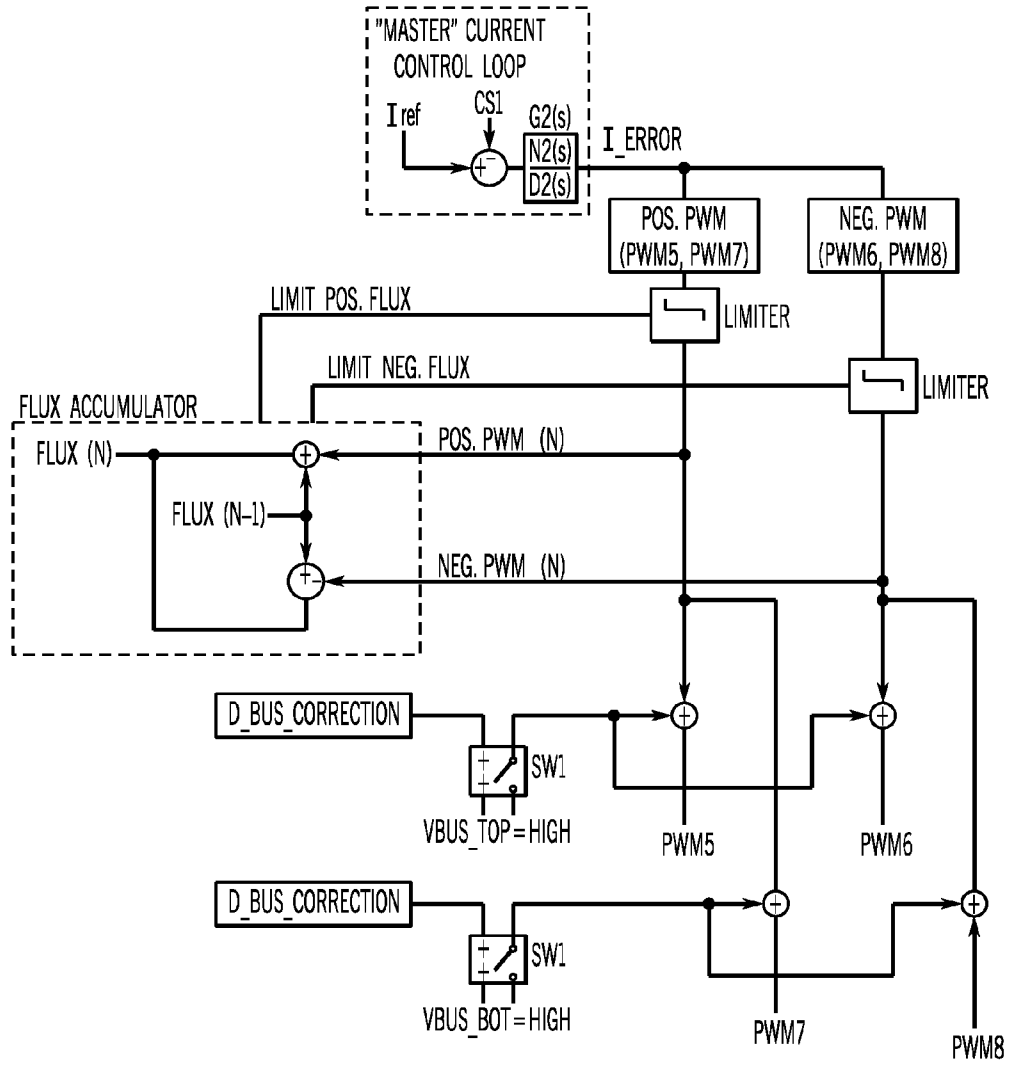 "MASTER" CURRENT
CONTROL LOOP
I ref
CS1
G2(s)
N2(s)
D2(s)
I_ERROR
+
−
POS. PWM
(PWM5, PWM7)
NEG. PWM
(PWM6, PWM8)
LIMIT POS. FLUX
LIMITER
LIMIT NEG. FLUX
LIMITER
FLUX ACCUMULATOR
FLUX (N)
+
POS. PWM (N)
FLUX (N–1)
+
−
NEG. PWM (N)
D_BUS_CORRECTION
+
+
SW1
VBUS_TOP=HIGH
PWM5
PWM6
D_BUS_CORRECTION
+
+
SW1
VBUS_BOT=HIGH
PWM7
PWM8